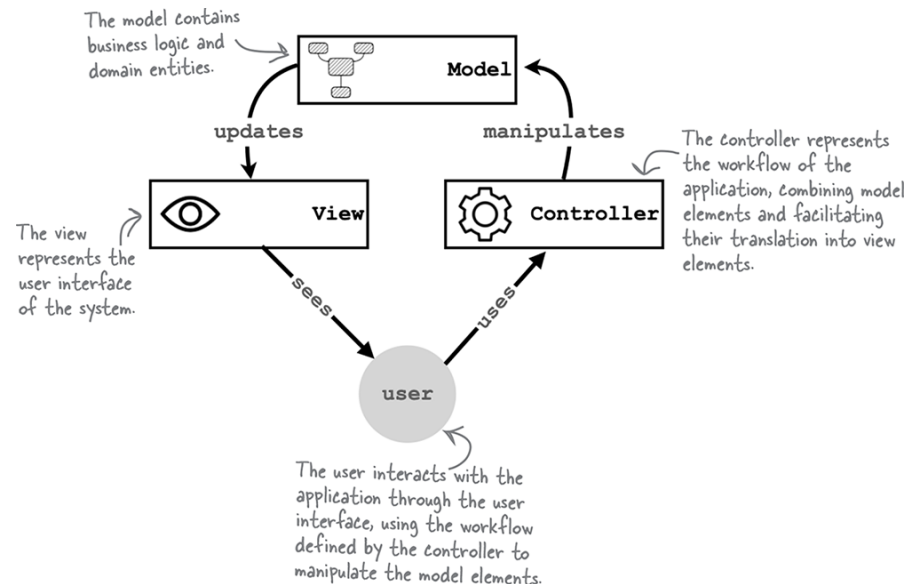 The model contains
business logic and
domain entities.
Model
updates
manipulates
The controller represents
the workflow of the
application, combining model
elements and facilitating
their translation into view
elements.
View
Controller
The view
represents the
user interface
of the system.
sees
uses
user
The user interacts with the
application through the user
interface, using the workflow
defined by the controller to
manipulate the model elements.